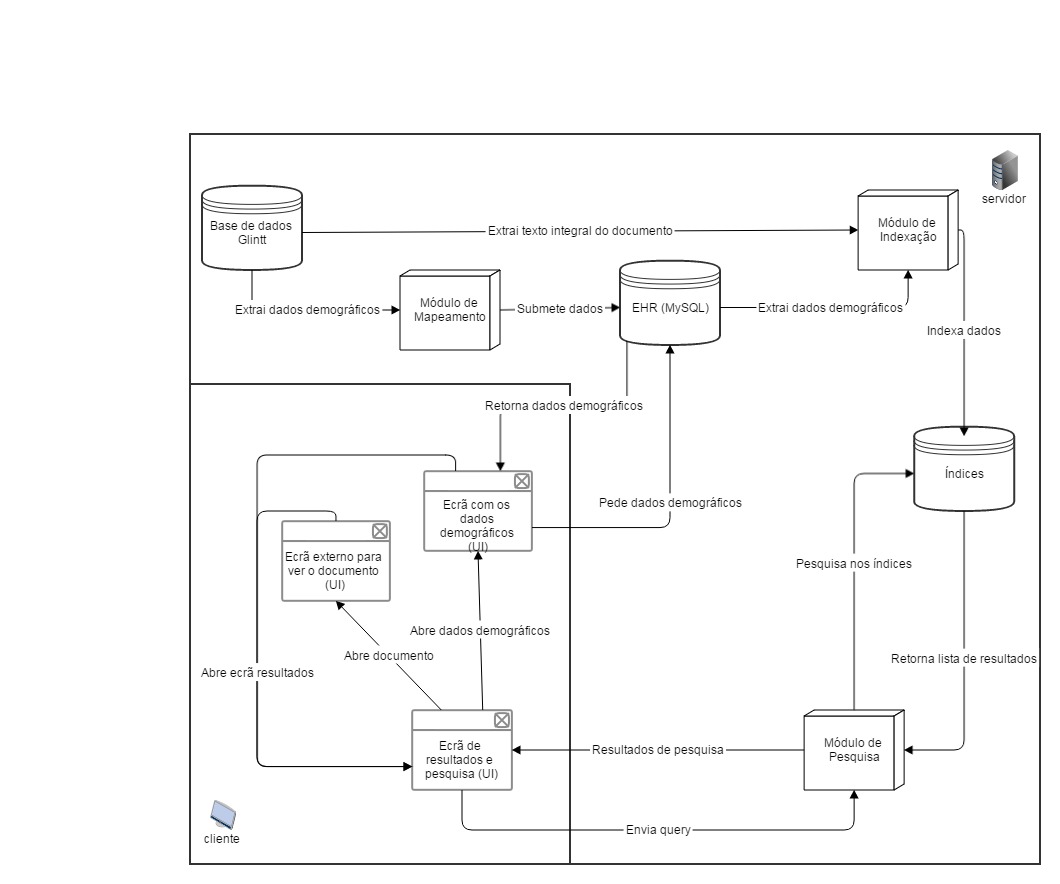 servidor
Base de dados
Glintt
Extrai texto integral do documento
Módulo de
Indexação
Extrai dados demográficos
Módulo de
Mapeamento
Submete dados
EHR (MySQL)
Extrai dados demográficos
Indexa dados
Retorna dados demográficos
Índices
Ecrã com os
dados
demográficos
(UI)
Pede dados demográficos
Ecrã externo para
ver o documento
(UI)
Pesquisa nos índices
Abre dados demográficos
Abre documento
Retorna lista de resultados
Abre ecrã resultados
Ecrã de
resultados e
pesquisa (UI)
Resultados de pesquisa
Módulo de
Pesquisa
Envia query
cliente